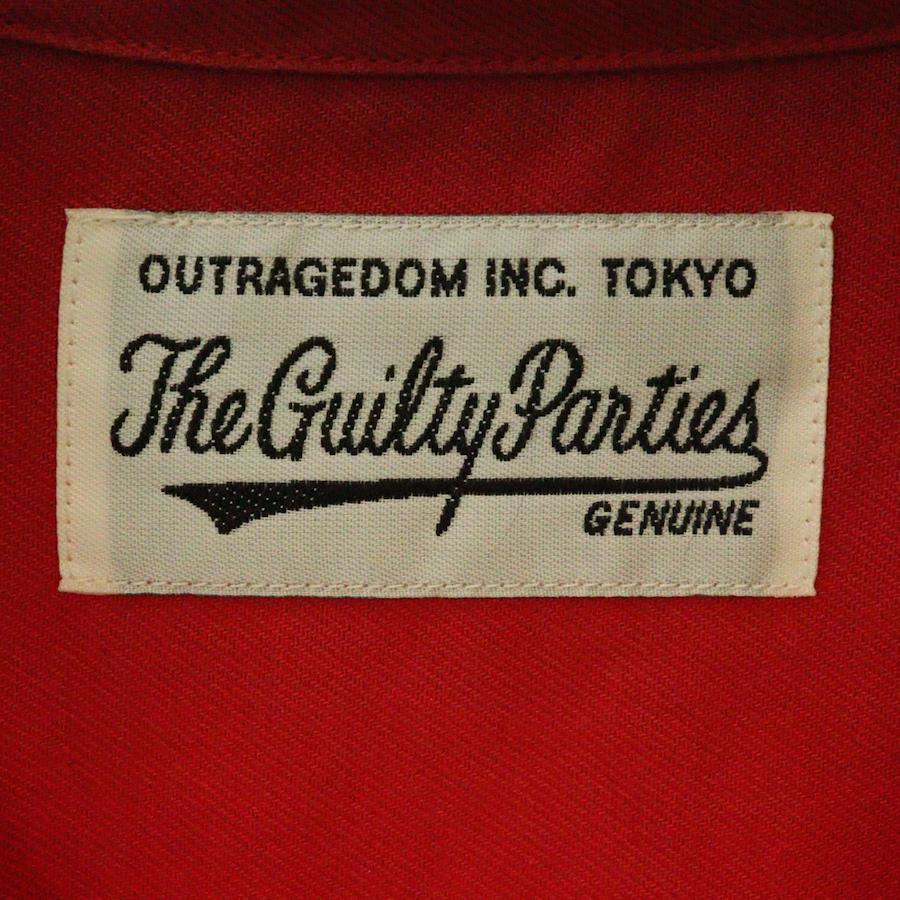 OUTRAGEDOM INC. TOKYO
The Guilty Parties
GENUINE